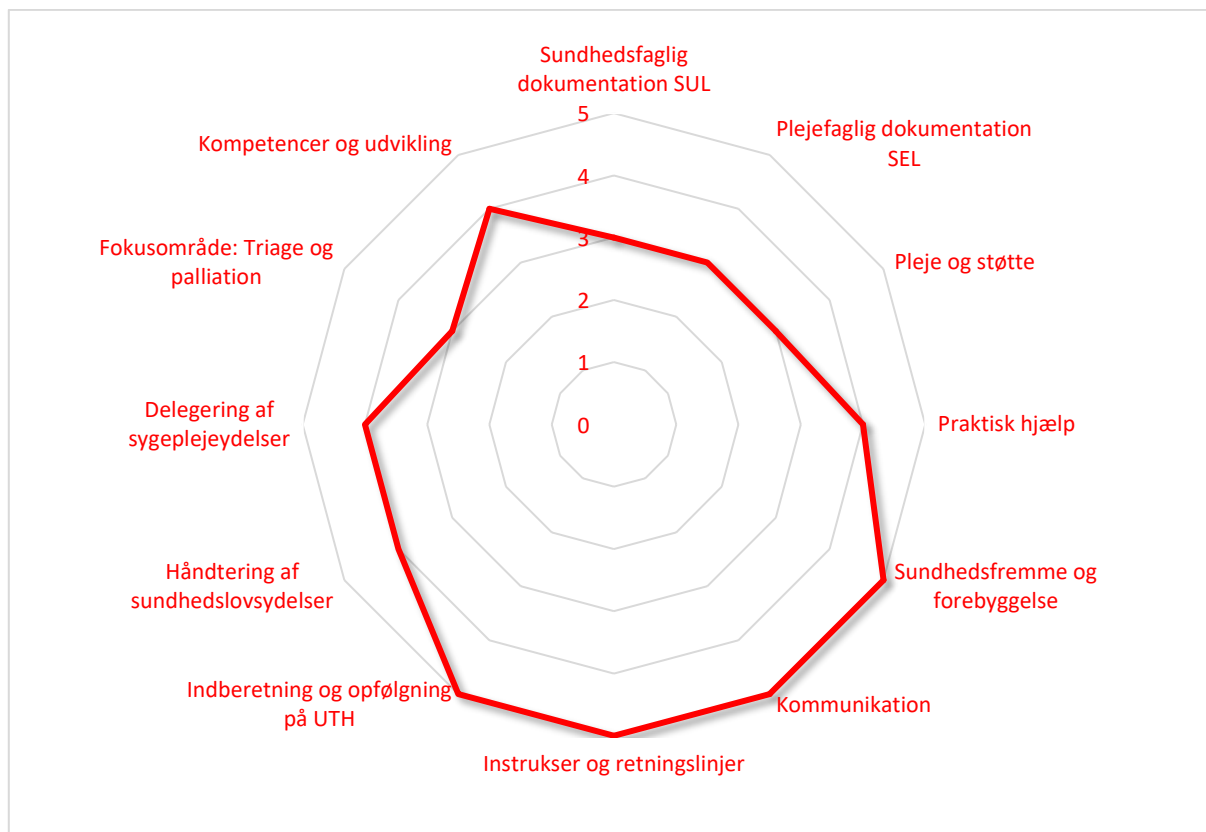 Sundhedsfaglig
dokumentation SUL
5
Plejefaglig dokumentation
SEL
Kompetencer og udvikling
4
Fokusområde: Triage og
palliation
3
Pleje og støtte
2
1
Delegering af
sygeplejeydelser
0
Praktisk hjælp
Håndtering af
sundhedslovsydelser
Sundhedsfremme og
forebyggelse
Indberetning og opfølgning
på UTH
Kommunikation
Instrukser og retningslinjer